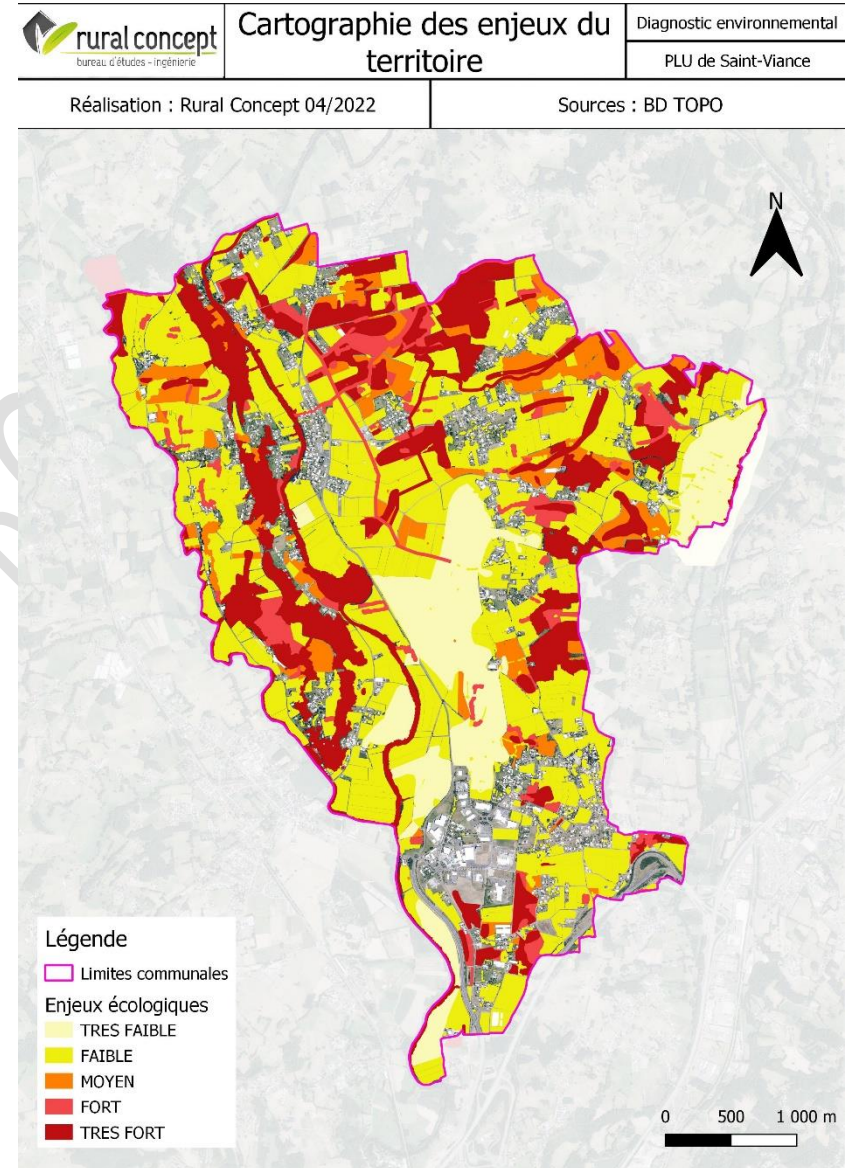 rural concept
bureau d'études - ingénierie
Cartographie des enjeux du
territoire
Diagnostic environnemental
PLU de Saint-Viance
Réalisation : Rural Concept 04/2022
Sources : BD TOPO
N
Légende
Limites communales
Enjeux écologiques
TRES FAIBLE
FAIBLE
MOYEN
FORT
TRES FORT
0 500 1 000 m